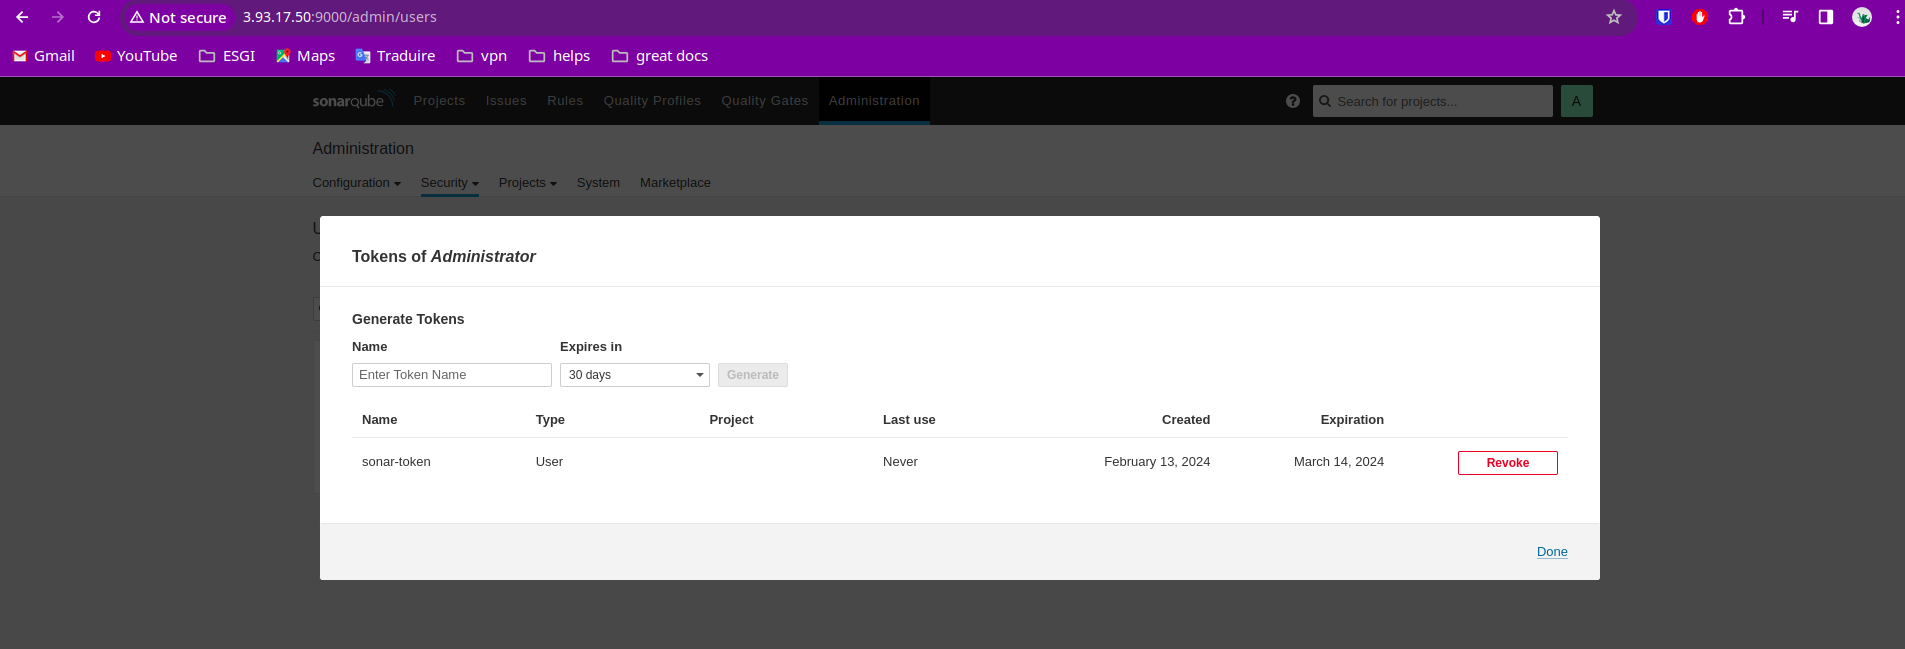 Not secure 3.93.17.50:9000/admin/users
Gmail YouTube ESGI Maps Traduire vpn helps great docs
sonarqube Projects Issues Rules Quality Profiles Quality Gates Administration Search for projects... A
Administration
Configuration Security Projects System Marketplace
Tokens of Administrator
Generate Tokens
Name Expires in
Enter Token Name 30 days Generate
Name Type Project Last use Created Expiration
sonar-token User Never February 13, 2024 March 14, 2024 Revoke
Done